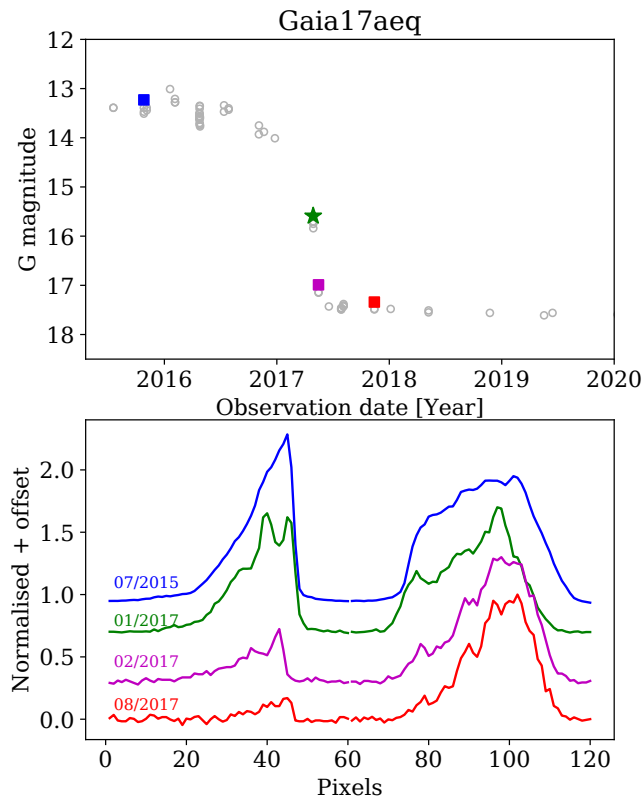 Gaia17aeq
12
13
14
15
16
17
18
G magnitude
2016 2017 2018 2019 2020
Observation date [Year]
2.0
1.5
1.0
0.5
0.0
Normalised + offset
07/2015
01/2017
02/2017
08/2017
0 20 40 60 80 100 120
Pixels